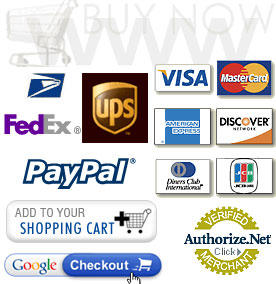 BUY NOW
WWW
ups
VISA
MasterCard
FedEx®
AMERICAN EXPRESS
DISCOVER
NETWORK
PayPal®
Diners Club
International®
JCB
ADD TO YOUR
SHOPPING CART
VERIFIED
Authorize.Net
Click
MERCHANT
Google
Checkout